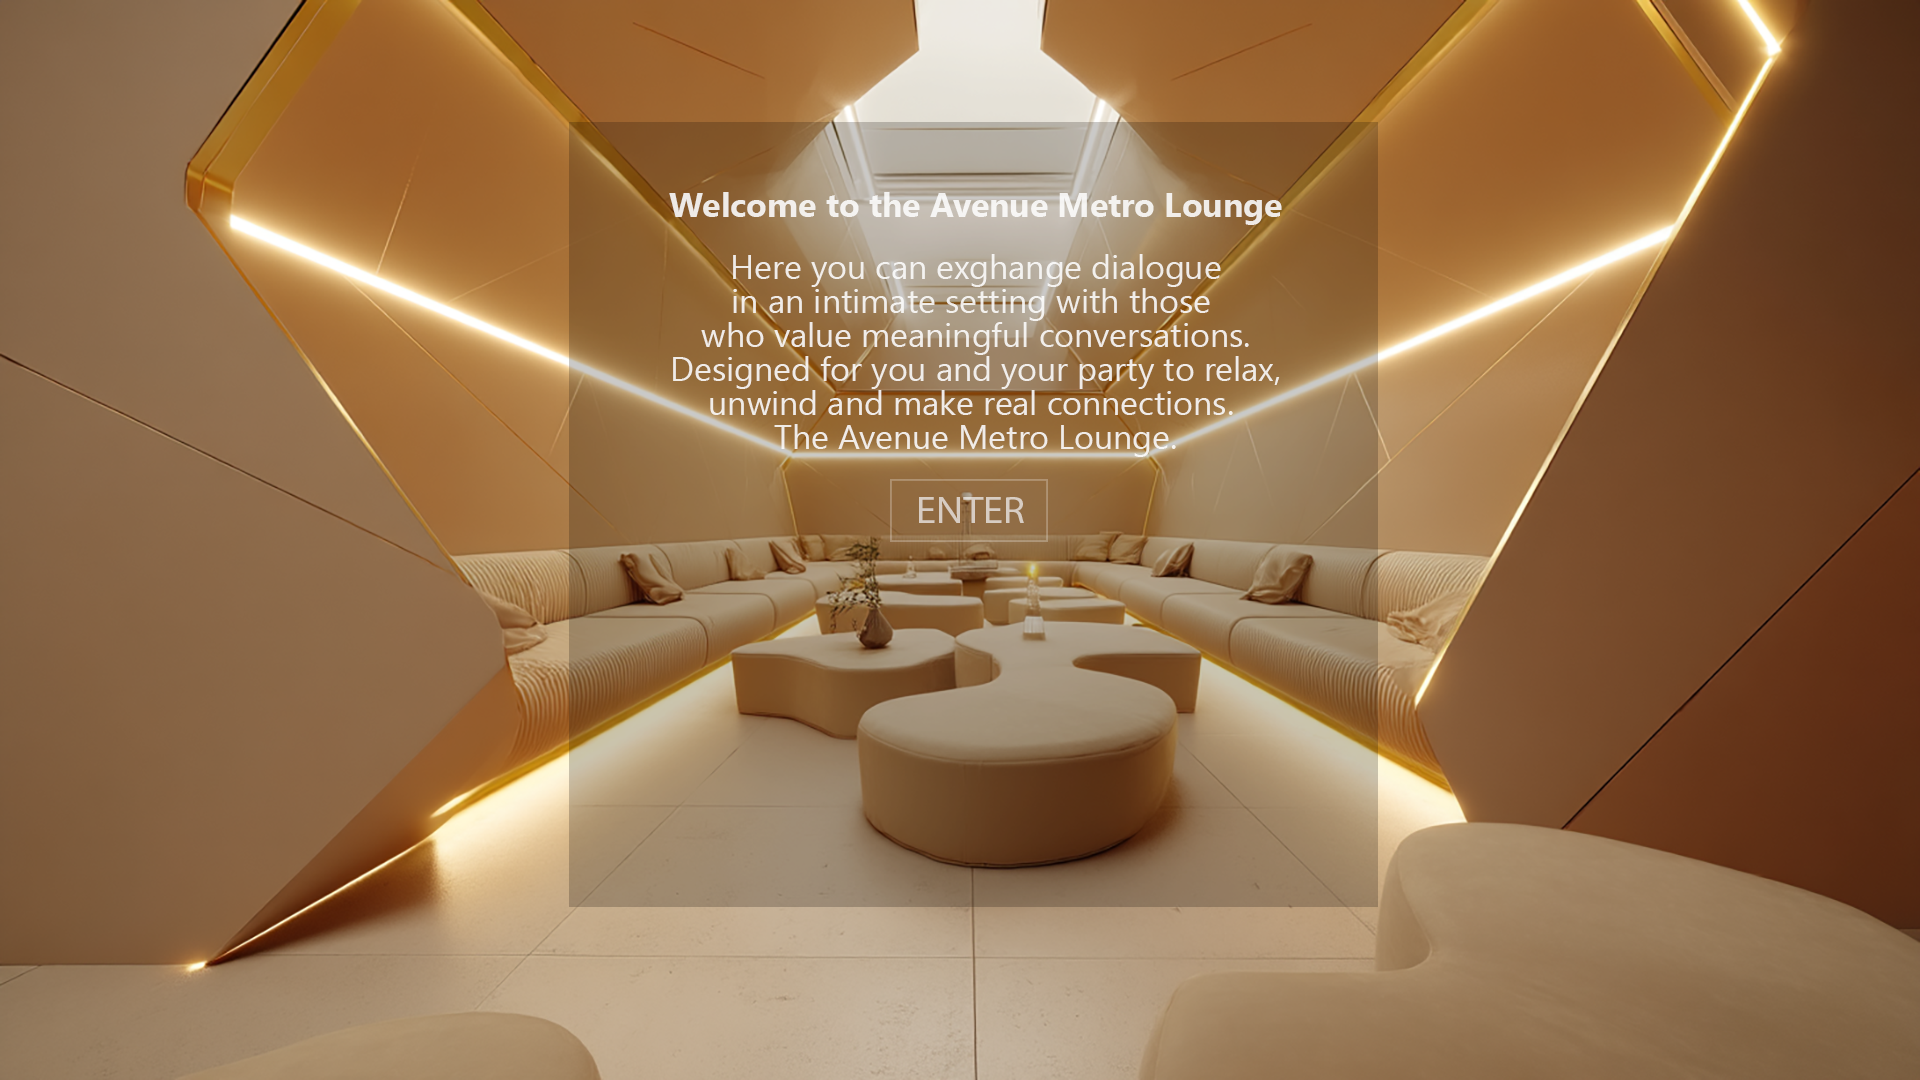 Welcome to the Avenue Metro Lounge
Here you can exghange dialogue
in an intimate setting with those
who value meaningful conversations.
Designed for you and your party to relax,
unwind and make real connections.
The Avenue Metro Lounge.
ENTER